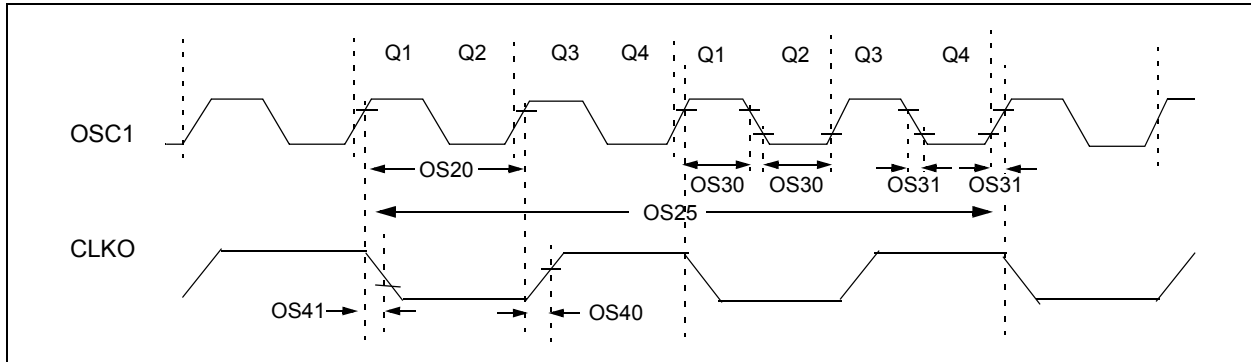 Q1 Q2 Q3 Q4 Q1 Q2 Q3 Q4
OSC1
OS20
OS30 OS30 OS31 OS31
OS25
CLKO
OS41 OS40